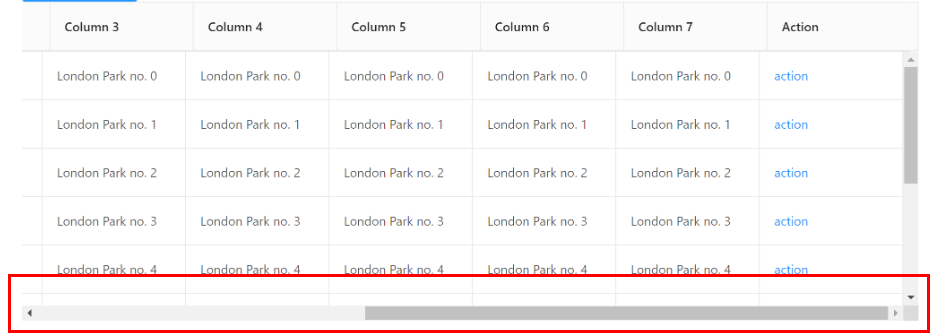 Column 3 Column 4 Column 5 Column 6 Column 7 Action
London Park no. 0 London Park no. 0 London Park no. 0 London Park no. 0 London Park no. 0 action
London Park no. 1 London Park no. 1 London Park no. 1 London Park no. 1 London Park no. 1 action
London Park no. 2 London Park no. 2 London Park no. 2 London Park no. 2 London Park no. 2 action
London Park no. 3 London Park no. 3 London Park no. 3 London Park no. 3 London Park no. 3 action
London Park no. 4 London Park no. 4 London Park no. 4 London Park no. 4 London Park no. 4 action